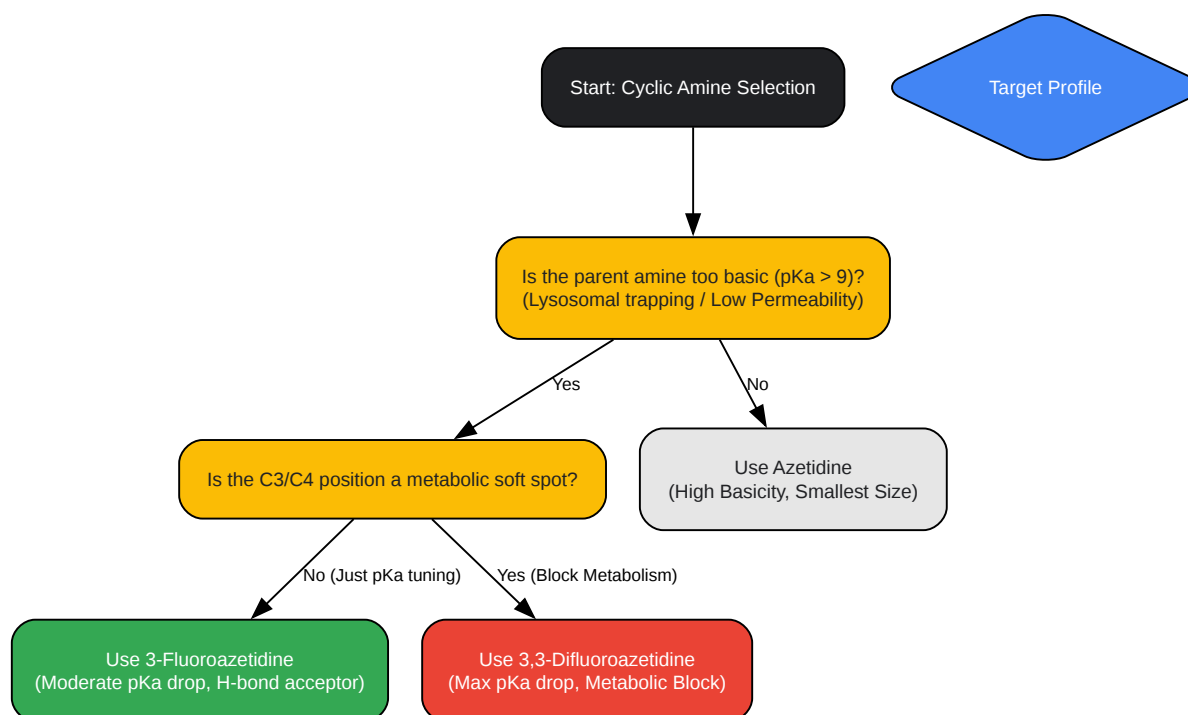 Start: Cyclic Amine Selection
Target Profile
Is the parent amine too basic (pKa > 9)?
(Lysosomal trapping / Low Permeability)
Yes
No
Is the C3/C4 position a metabolic soft spot?
Use Azetidine
(High Basicity, Smallest Size)
No (Just pKa tuning)
Yes (Block Metabolism)
Use 3-Fluoroazetidine
(Moderate pKa drop, H-bond acceptor)
Use 3,3-Difluoroazetidine
(Max pKa drop, Metabolic Block)